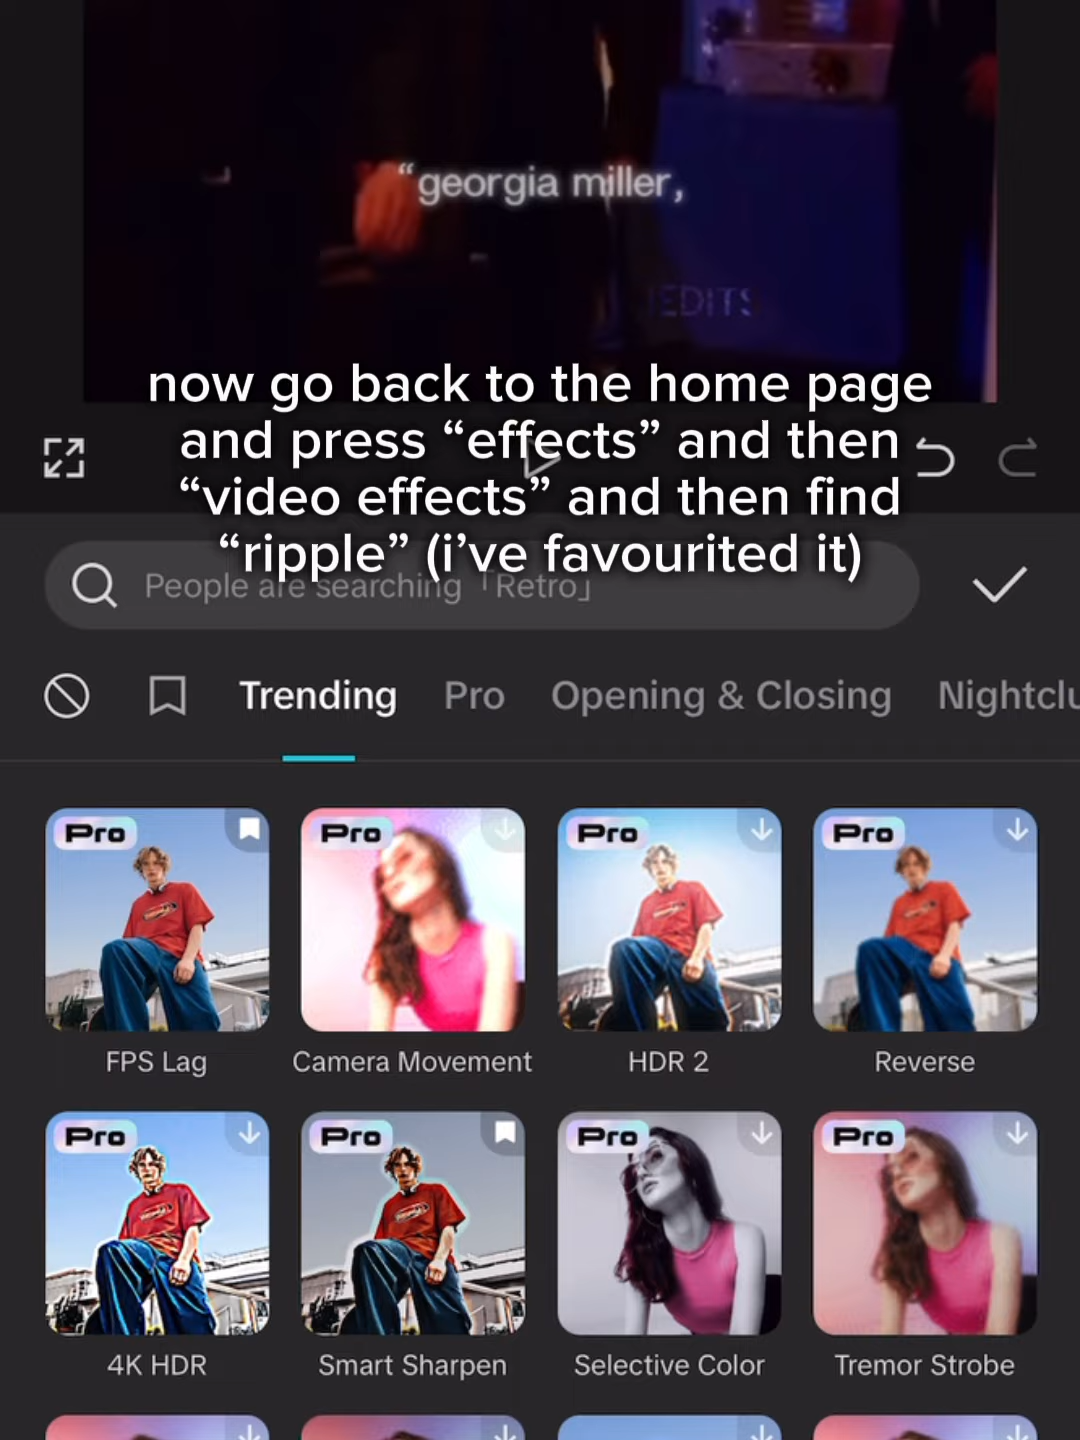 “georgia miller,
EDITS
now go back to the home page
and press “effects” and then
“video effects” and then find
“ripple” (i’ve favourited it)
People are searching 「Retro」
Trending Pro Opening & Closing Nightclu
Pro Pro Pro Pro
FPS Lag Camera Movement HDR 2 Reverse
Pro Pro Pro Pro
4K HDR Smart Sharpen Selective Color Tremor Strobe